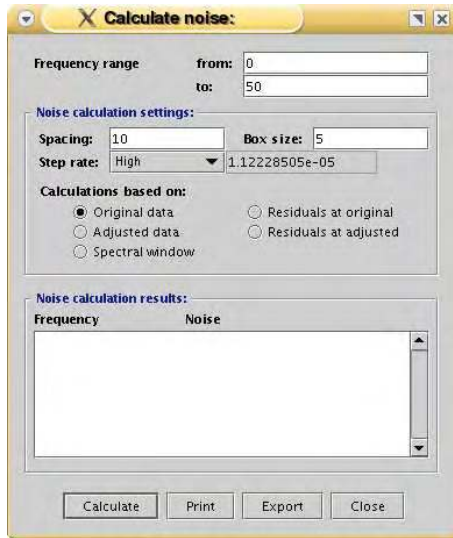 Calculate noise:
Frequency range from: 0
to: 50
Noise calculation settings:
Spacing: 10 Box size: 5
Step rate: High 1.12228505e-05
Calculations based on:
Original data Residuals at original
Adjusted data Residuals at adjusted
Spectral window
Noise calculation results:
Frequency Noise
Calculate Print Export Close